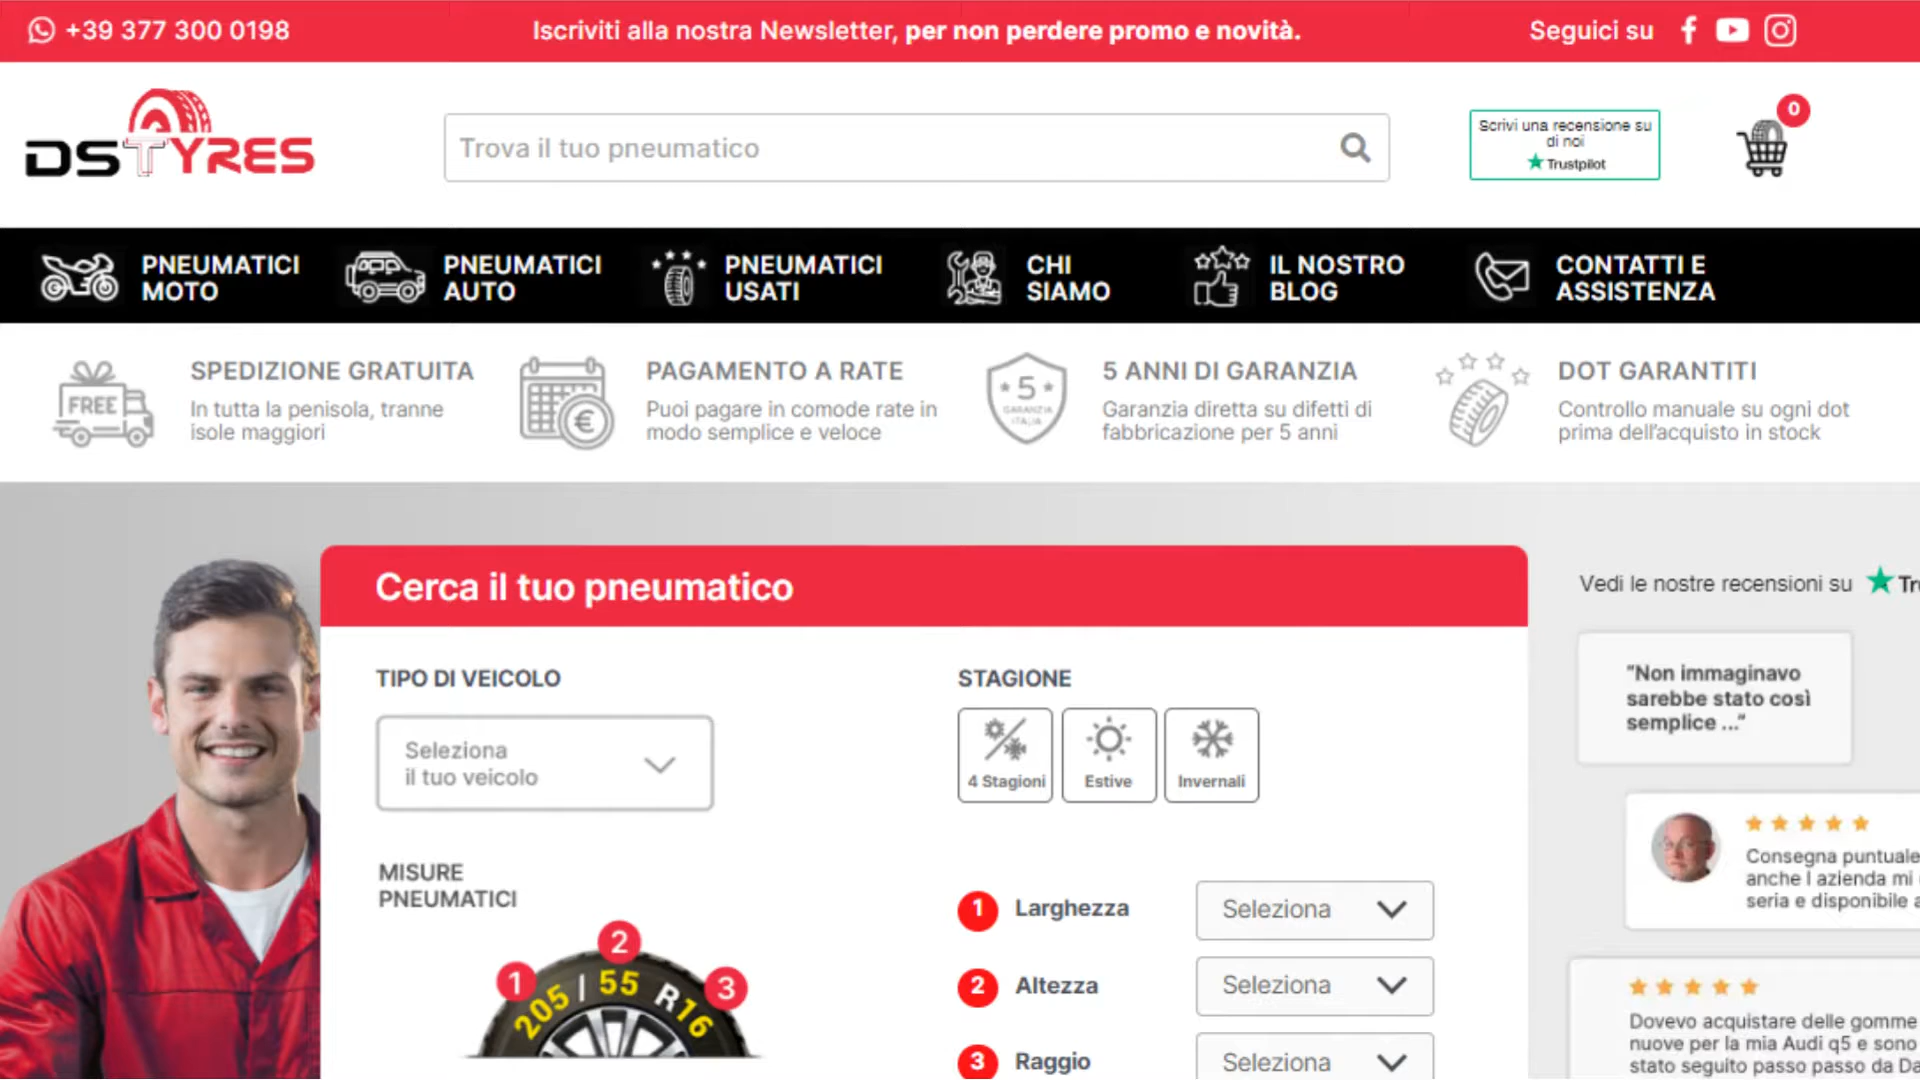 +39 377 300 0198
Iscriviti alla nostra Newsletter, per non perdere promo e novità.
Seguici su
DSTYRES
Trova il tuo pneumatico
Scrivi una recensione su
di noi
Trustpilot
0
PNEUMATICI
MOTO
PNEUMATICI
AUTO
PNEUMATICI
USATI
CHI
SIAMO
IL NOSTRO
BLOG
CONTATTI E
ASSISTENZA
FREE
SPEDIZIONE GRATUITA
In tutta la penisola, tranne
isole maggiori
€
PAGAMENTO A RATE
Puoi pagare in comode rate in
modo semplice e veloce
5
GARANZIA
ITALIA
5 ANNI DI GARANZIA
Garanzia diretta su difetti di
fabbricazione per 5 anni
DOT GARANTITI
Controllo manuale su ogni dot
prima dell'acquisto in stock
Cerca il tuo pneumatico
TIPO DI VEICOLO
Seleziona
il tuo veicolo
STAGIONE
4 Stagioni
Estive
Invernali
MISURE
PNEUMATICI
1
2
3
205 | 55 R16
1 Larghezza Seleziona
2 Altezza Seleziona
3 Raggio Seleziona
Vedi le nostre recensioni su
"Non immaginavo
sarebbe stato così
semplice ..."
Consegna puntuale
anche l azienda mi
seria e disponibile
Dovevo acquistare delle gomme
nuove per la mia Audi q5 e sono
stato seguito passo passo da